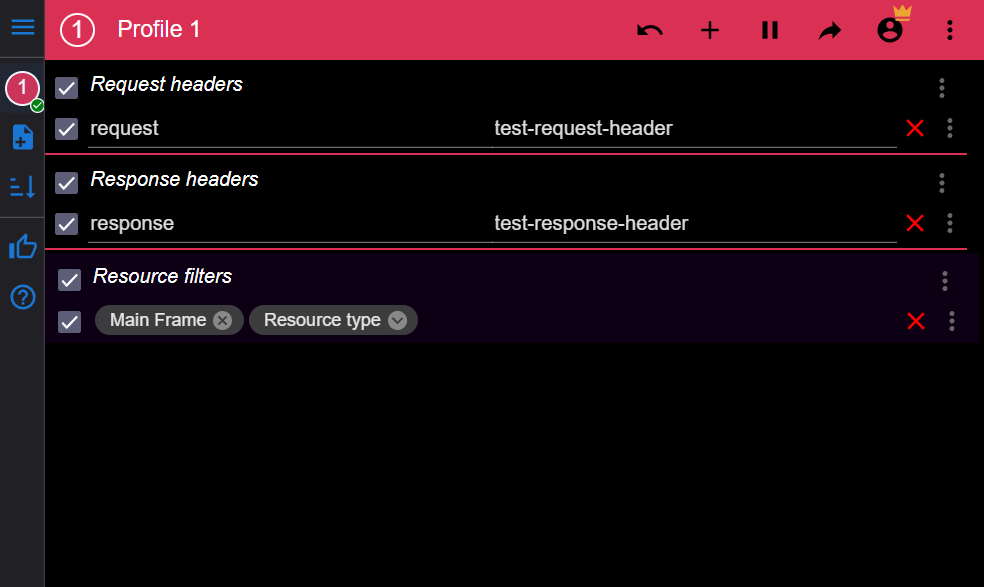 1 Profile 1
1
Request headers
request test-request-header
Response headers
response test-response-header
Resource filters
Main Frame Resource type